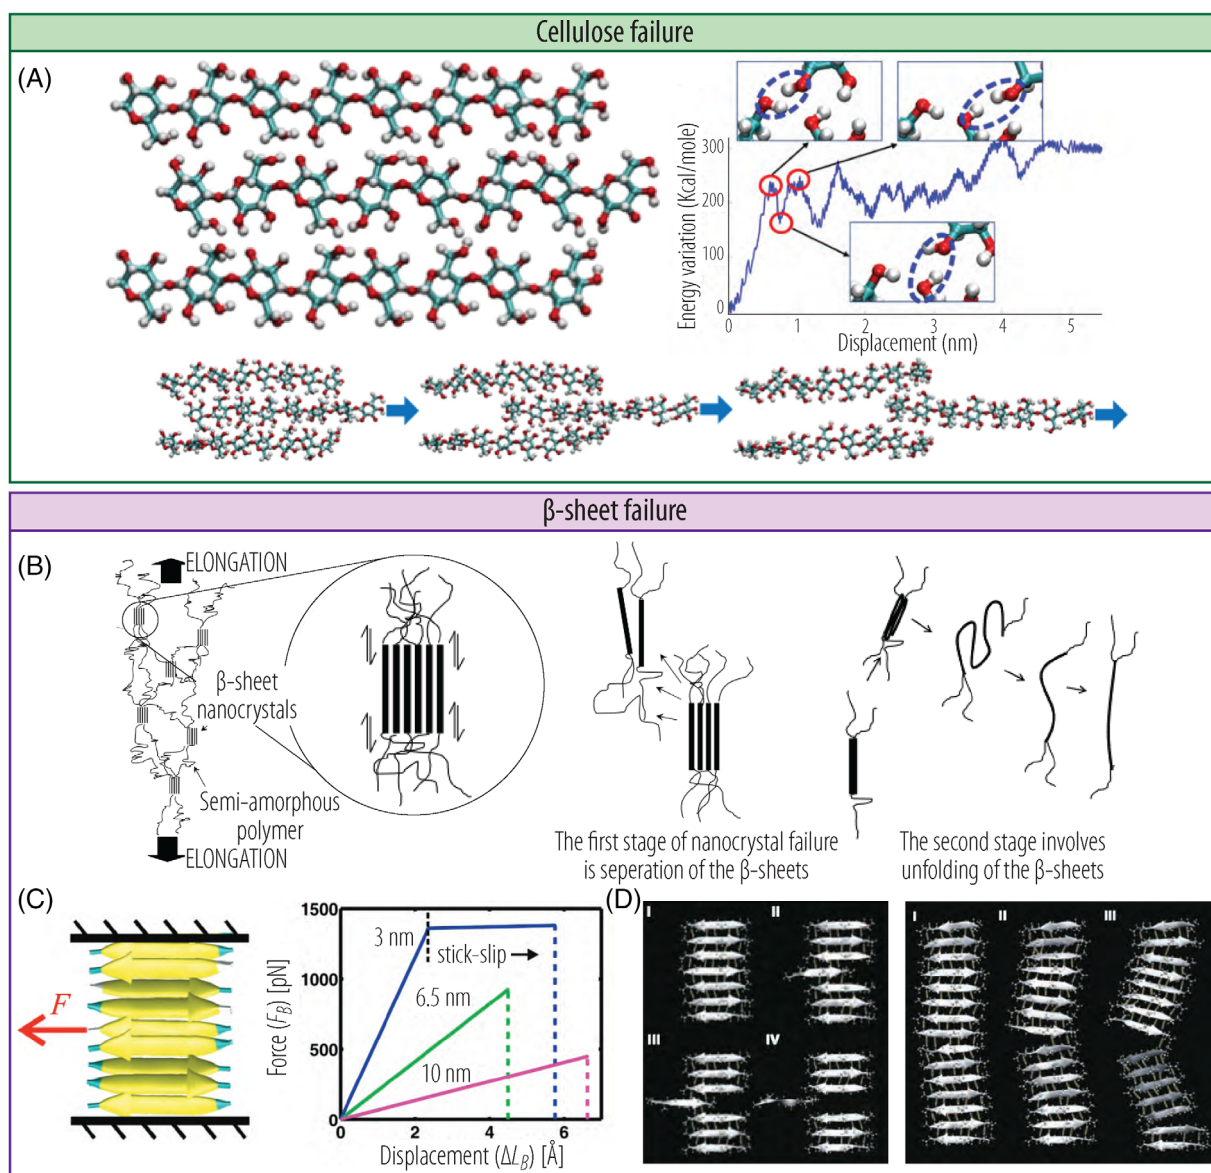 Cellulose failure
(A)
Energy variation (Kcal/mole)
300
200
100
0
0
1
2
3
4
5
Displacement (nm)
β-sheet failure
(B)
ELONGATION
β-sheet
nanocrystals
Semi-amorphous
polymer
ELONGATION
The first stage of nanocrystal failure
is seperation of the β-sheets
The second stage involves
unfolding of the β-sheets
(C)
F
Force (F_B) [pN]
1500
1000
500
0
3 nm
stick-slip
6.5 nm
10 nm
0
2
4
6
Displacement (ΔL_B) [Å]
(D)
I
II
III
IV
I
II
III